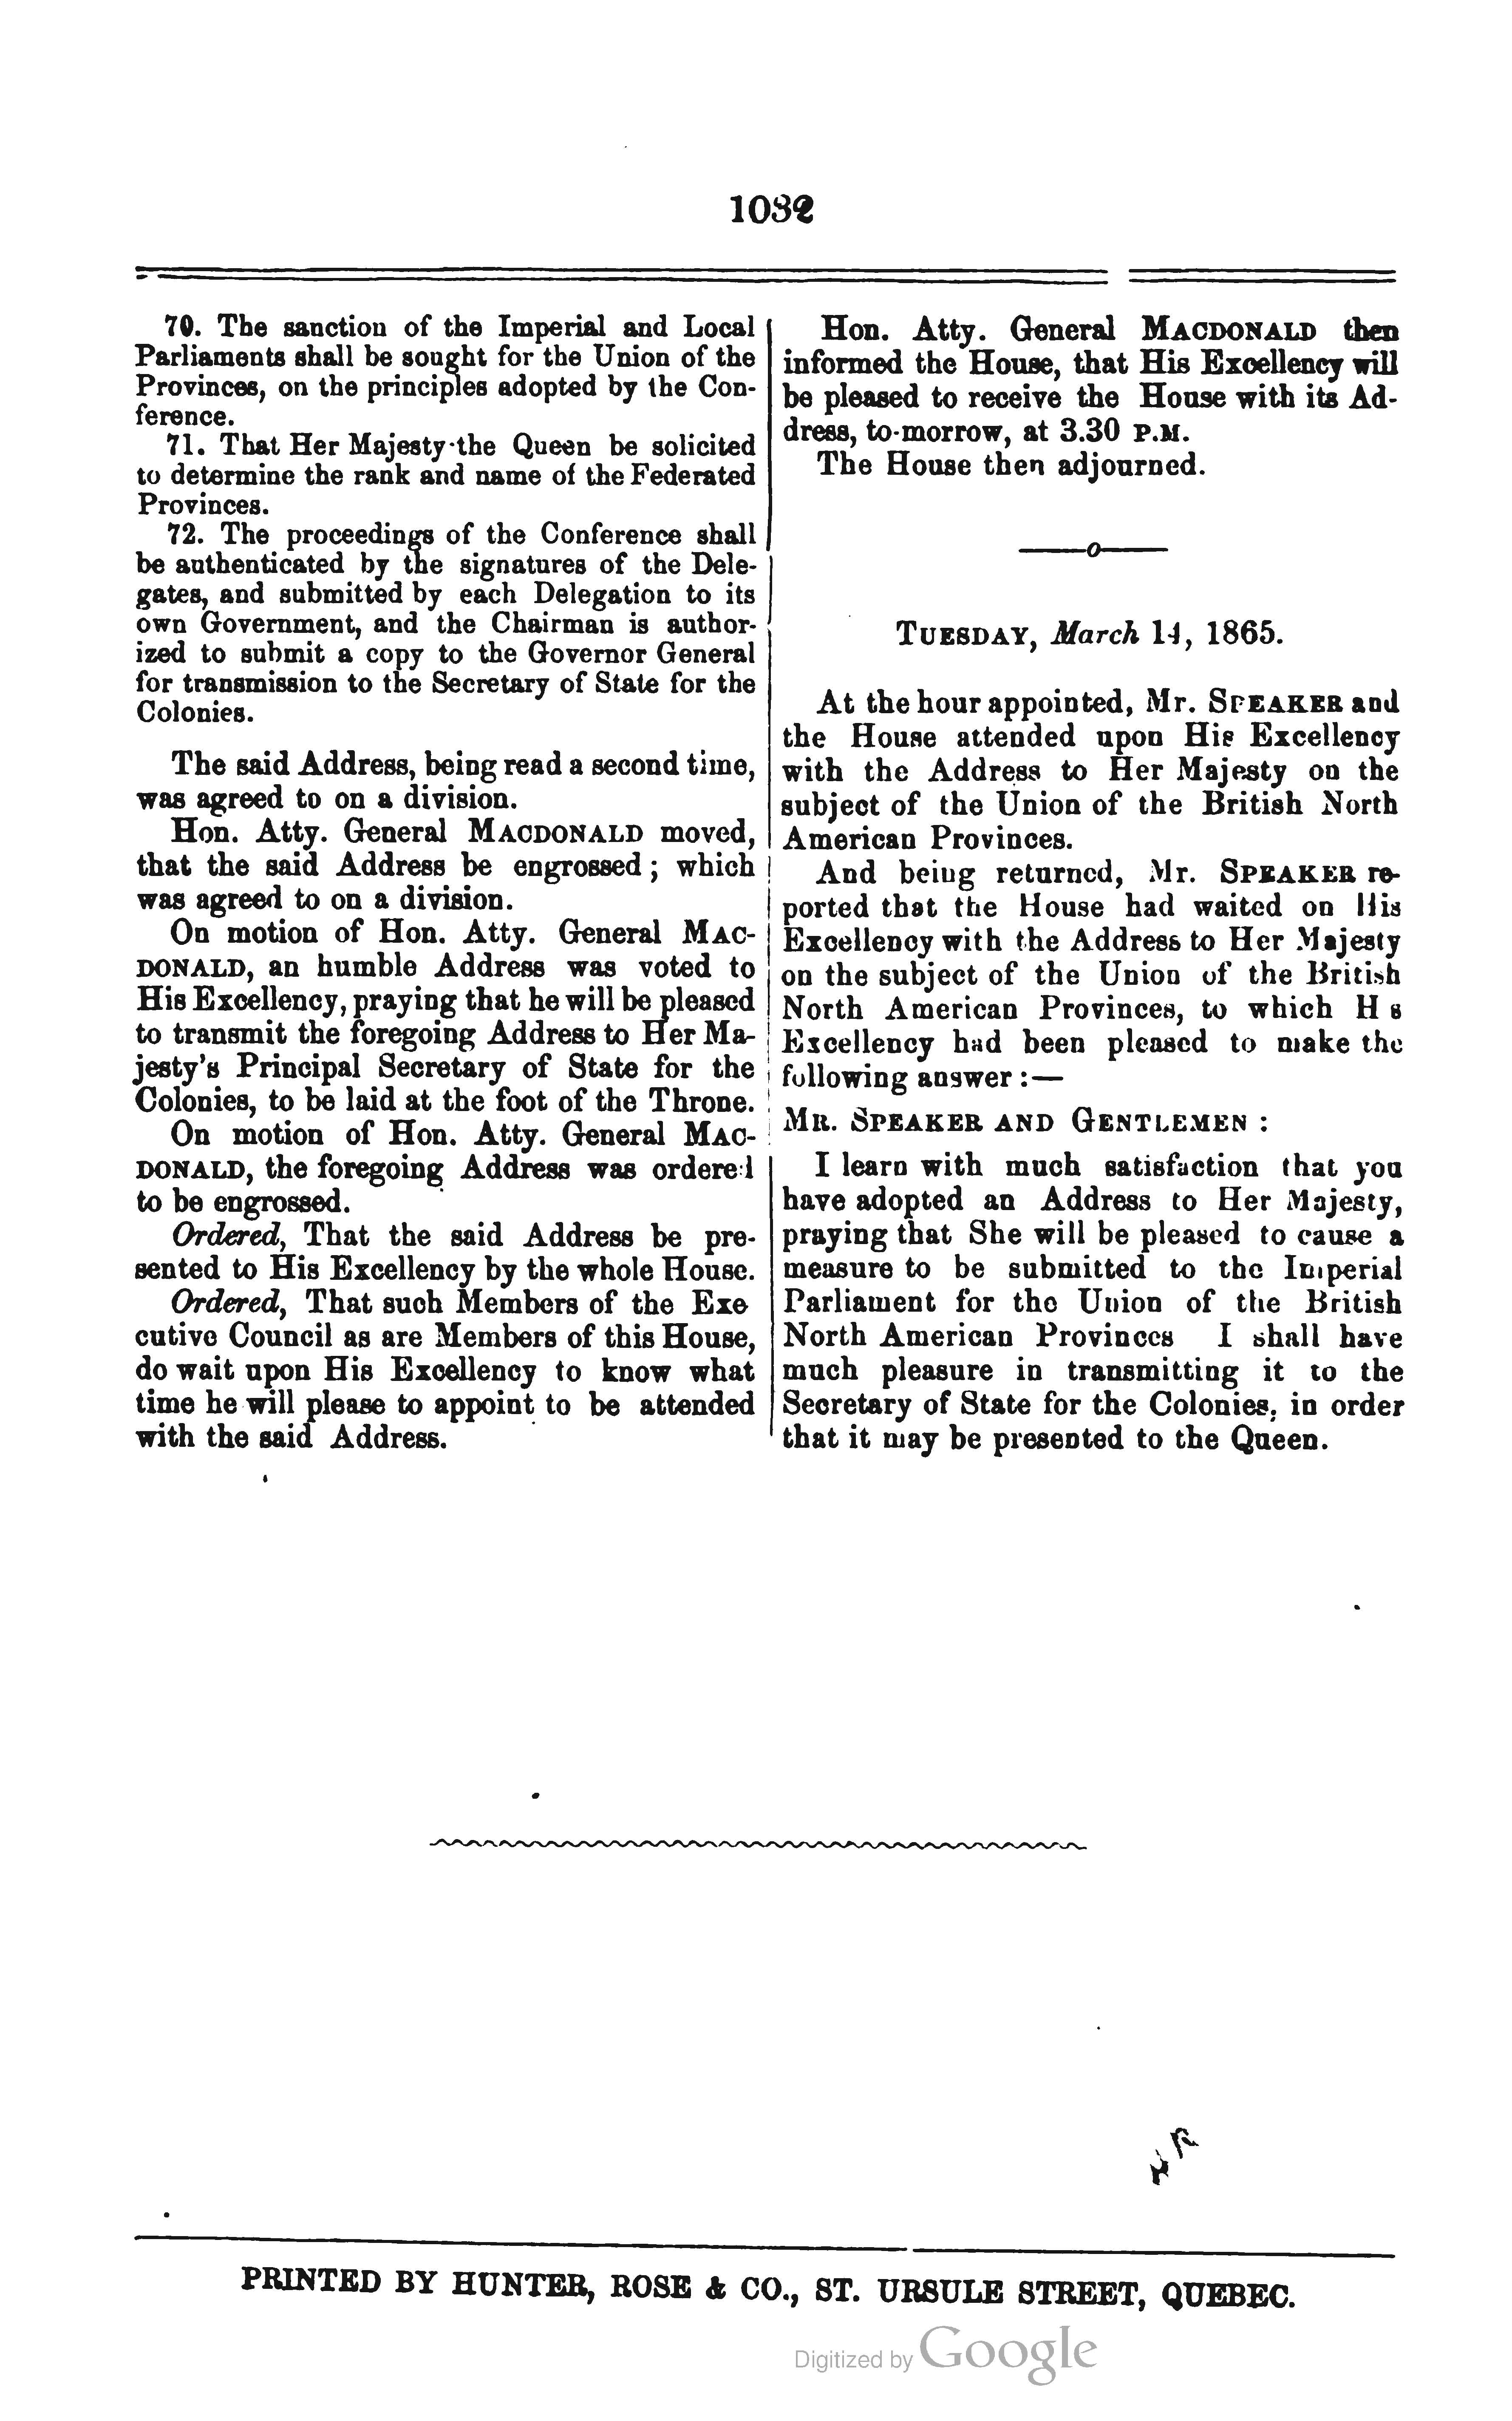 1032
70. The sanction of the Imperial and Local
Parliaments shall be sought for the Union of the
Provinces, on the principles adopted by the Con-
ference.
71. That Her Majesty the Queen be solicited
to determine the rank and name of the Federated
Provinces.
72. The proceedings of the Conference shall
be authenticated by the signatures of the Dele-
gates, and submitted by each Delegation to its
own Government, and the Chairman is author-
ized to submit a copy to the Governor General
for transmission to the Secretary of State for the
Colonies.
The said Address, being read a second time,
was agreed to on a division.
Hon. Atty. General MACDONALD moved,
that the said Address be engrossed; which
was agreed to on a division.
On motion of Hon. Atty. General MAC-
DONALD, an humble Address was voted to
His Excellency, praying that he will be pleased
to transmit the foregoing Address to Her Ma-
jesty's Principal Secretary of State for the
Colonies, to be laid at the foot of the Throne.
On motion of Hon. Atty. General MAC-
DONALD, the foregoing Address was ordered
to be engrossed.
Ordered, That the said Address be pre-
sented to His Excellency by the whole House.
Ordered, That such Members of the Exe
cutive Council as are Members of this House,
do wait upon His Excellency to know what
time he will please to appoint to be attended
with the said Address.
Hon. Atty. General MACDONALD then
informed the House, that His Excellency will
be pleased to receive the House with its Ad-
dress, to-morrow, at 3.30 P.M.
The House then adjourned.
TUESDAY, March 14, 1865.
At the hour appointed, Mr. SPEAKER and
the House attended upon His Excellency
with the Address to Her Majesty on the
subject of the Union of the British North
American Provinces.
And being returned, Mr. SPEAKER re-
ported that the House had waited on His
Excellency with the Address to Her Majesty
on the subject of the Union of the British
North American Provinces, to which H s
Excellency had been pleased to make the
following answer:—
MR. SPEAKER AND GENTLEMEN:
I learn with much satisfaction that you
have adopted an Address to Her Majesty,
praying that She will be pleased to cause a
measure to be submitted to the Imperial
Parliament for the Union of the British
North American Provinces I shall have
much pleasure in transmitting it to the
Secretary of State for the Colonies, in order
that it may be presented to the Queen.
PRINTED BY HUNTER, ROSE & CO., ST. URSULE STREET, QUEBEC.
Digitized by Google